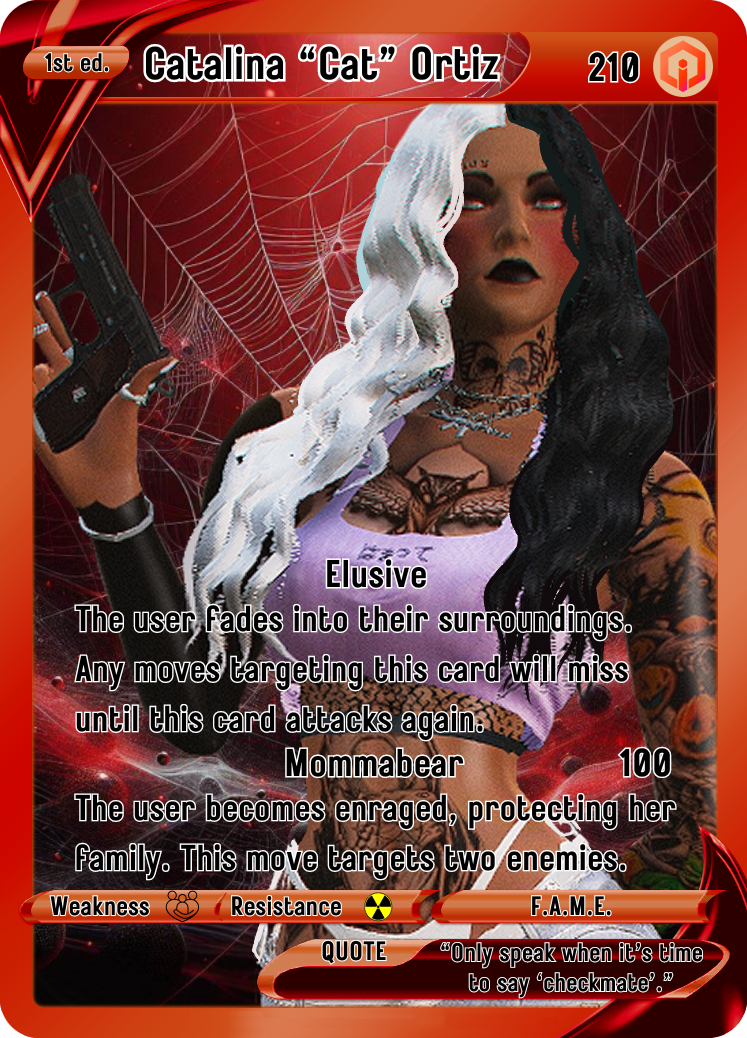 1st ed.
Catalina “Cat” Ortiz
210
Elusive
The user fades into their surroundings.
Any moves targeting this card will miss
until this card attacks again.
Mommabear 100
The user becomes enraged, protecting her
family. This move targets two enemies.
Weakness Resistance F.A.M.E.
QUOTE
“Only speak when it’s time
to say ‘checkmate’.”